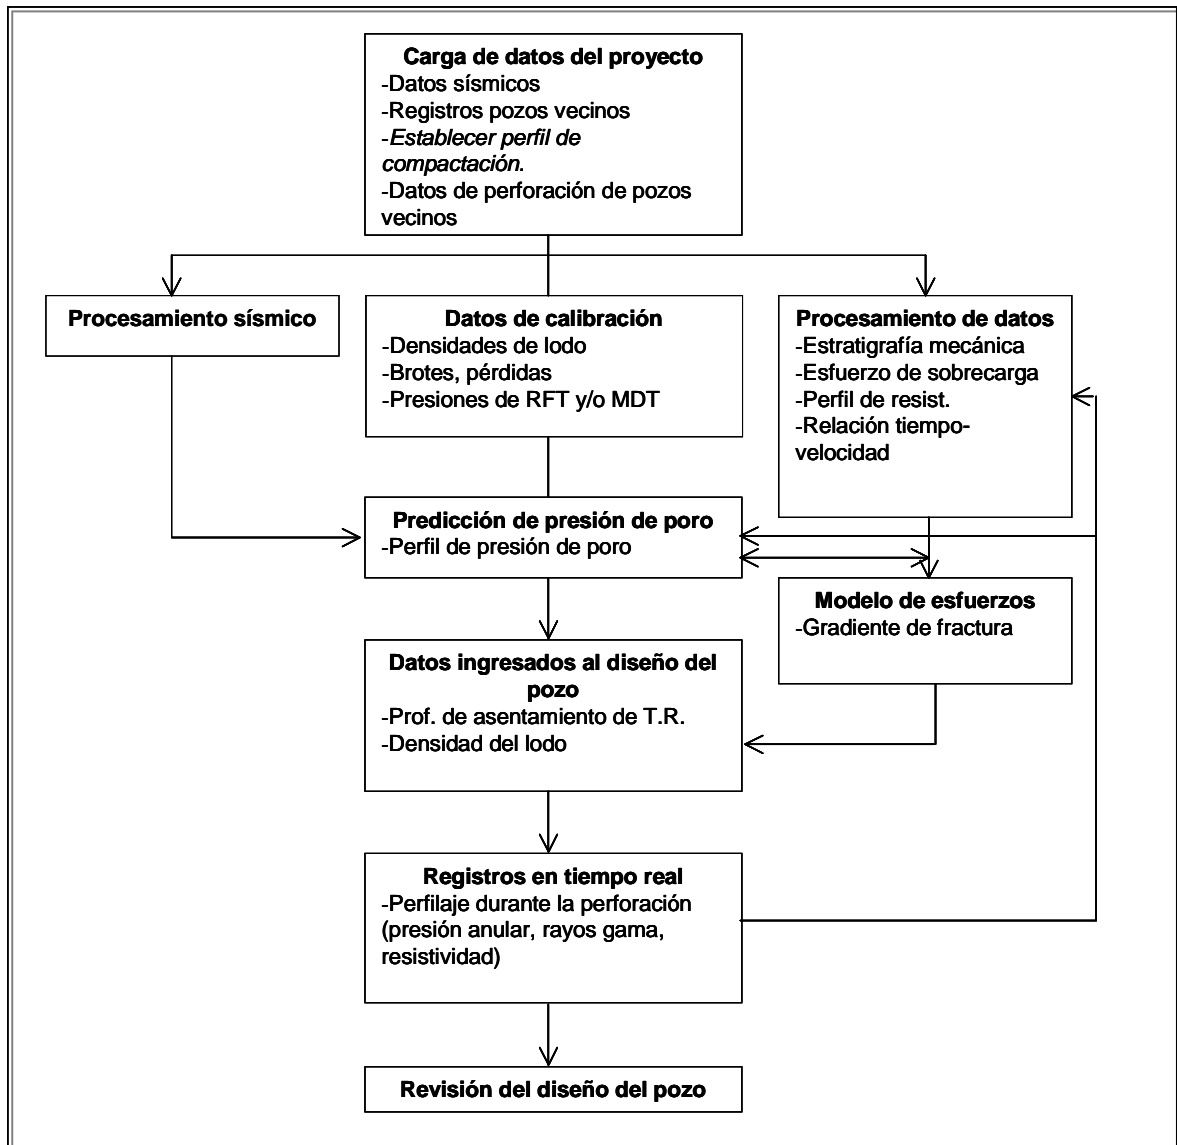 Carga de datos del proyecto
-Datos sísmicos
-Registros pozos vecinos
-Establecer perfil de
compactación.
-Datos de perforación de pozos
vecinos
Procesamiento sísmico
Datos de calibración
-Densidades de lodo
-Brotes, pérdidas
-Presiones de RFT y/o MDT
Procesamiento de datos
-Estratigrafía mecánica
-Esfuerzo de sobrecarga
-Perfil de resist.
-Relación tiempo-
velocidad
Predicción de presión de poro
-Perfil de presión de poro
Modelo de esfuerzos
-Gradiente de fractura
Datos ingresados al diseño del
pozo
-Prof. de asentamiento de T.R.
-Densidad del lodo
Registros en tiempo real
-Perfilaje durante la perforación
(presión anular, rayos gama,
resistividad)
Revisión del diseño del pozo